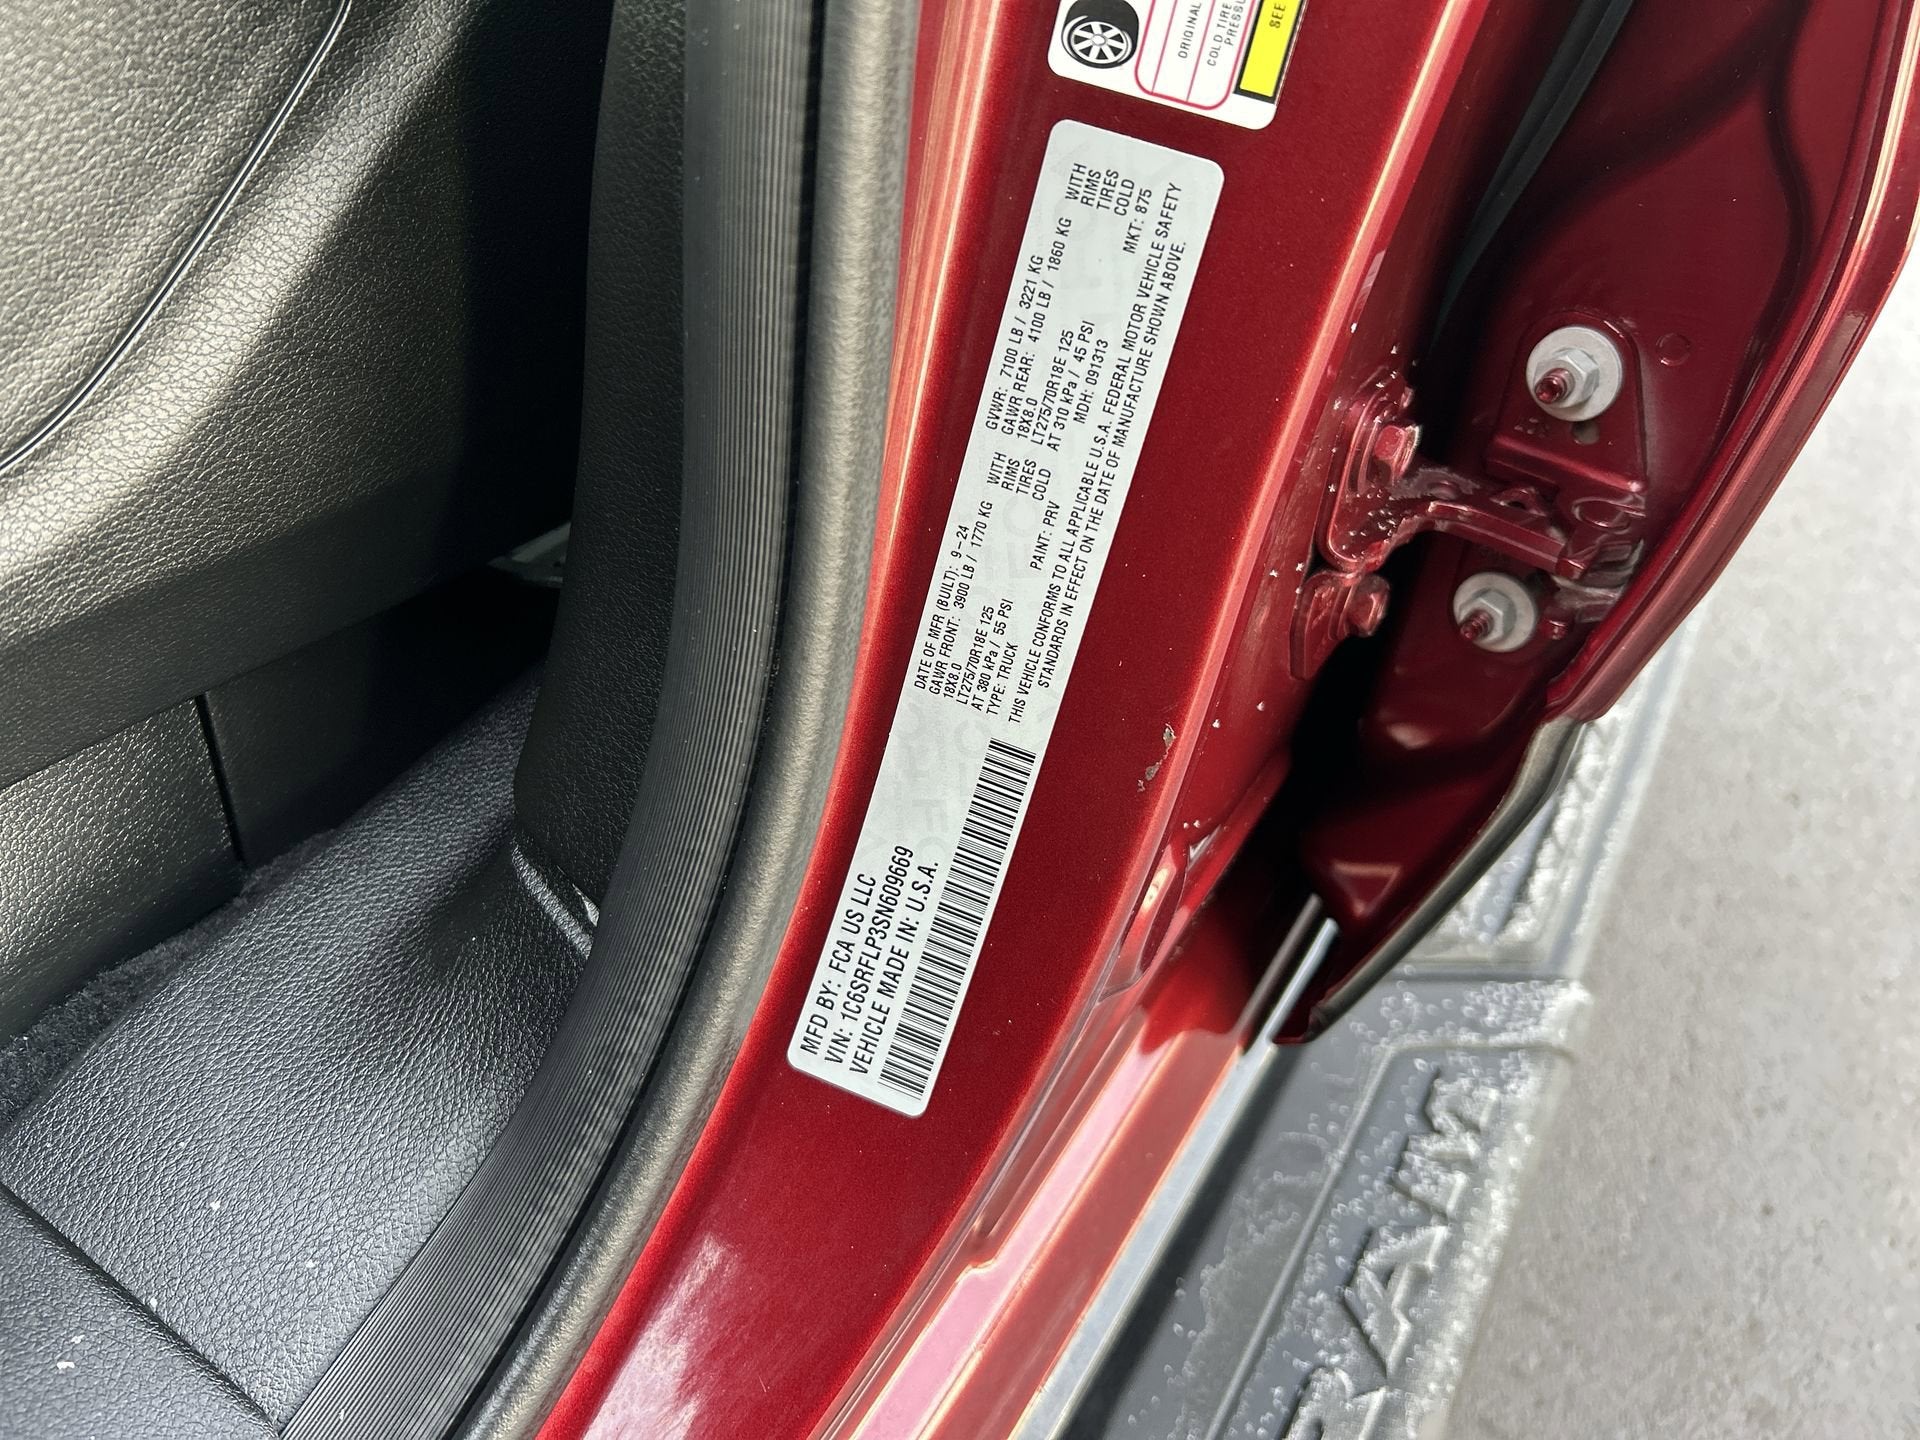 MFD BY: FCA US LLC
VIN: 1C6SRFLP3SN609669
VEHICLE MADE IN: U.S.A.
DATE OF MFR (BUILT): 9-24 GVWR: 7100 LB / 3221 KG
GAWR FRONT: 3900 LB / 1770 KG WITH GAWR REAR: 4100 LB / 1860 KG WITH
18X8.0 RIMS 18X8.0 RIMS
LT275/70R18E 125 TIRES LT275/70R18E 125 TIRES
AT 380 kPa / 55 PSI COLD AT 310 kPa / 45 PSI COLD
TYPE: TRUCK PAINT: PRV MDH: 091313 MKT: 875
THIS VEHICLE CONFORMS TO ALL APPLICABLE U.S.A. FEDERAL MOTOR VEHICLE SAFETY
STANDARDS IN EFFECT ON THE DATE OF MANUFACTURE SHOWN ABOVE.
ORIGINAL
COLD TIRE
SEE
RAM